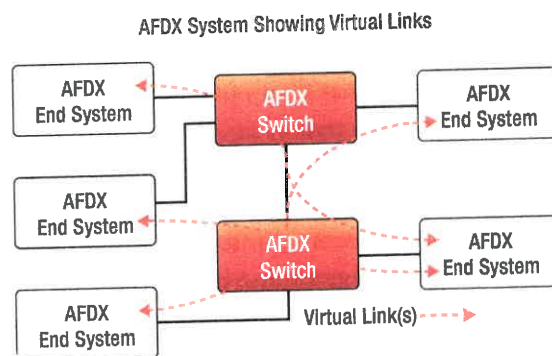 AFDX System Showing Virtual Links
AFDX
End System
AFDX
Switch
AFDX
End System
AFDX
End System
AFDX
End System
AFDX
Switch
AFDX
End System
Virtual Link(s)